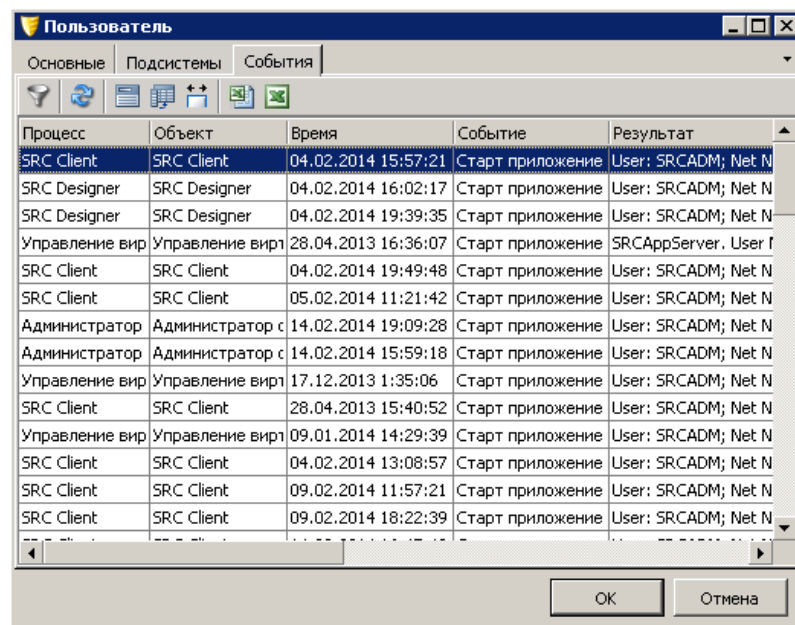 Пользователь
Основные Подсистемы События
Процесс Объект Время Событие Результат
SRC Client SRC Client 04.02.2014 15:57:21 Старт приложение User: SRCADM; Net N
SRC Designer SRC Designer 04.02.2014 16:02:17 Старт приложение User: SRCADM; Net N
SRC Designer SRC Designer 04.02.2014 19:39:35 Старт приложение User: SRCADM; Net N
Управление вир Управление вирт 28.04.2013 16:36:07 Старт приложение SRCAppServer. User
SRC Client SRC Client 04.02.2014 19:49:48 Старт приложение User: SRCADM; Net N
SRC Client SRC Client 05.02.2014 11:21:42 Старт приложение User: SRCADM; Net N
Администратор Администратор с 14.02.2014 19:09:28 Старт приложение User: SRCADM; Net N
Администратор Администратор с 14.02.2014 15:59:18 Старт приложение User: SRCADM; Net N
Управление вир Управление вирт 17.12.2013 1:35:06 Старт приложение User: SRCADM; Net N
SRC Client SRC Client 28.04.2013 15:40:52 Старт приложение User: SRCADM; Net N
Управление вир Управление вирт 09.01.2014 14:29:39 Старт приложение User: SRCADM; Net N
SRC Client SRC Client 04.02.2014 13:08:57 Старт приложение User: SRCADM; Net N
SRC Client SRC Client 09.02.2014 11:57:21 Старт приложение User: SRCADM; Net N
SRC Client SRC Client 09.02.2014 18:22:39 Старт приложение User: SRCADM; Net N
OK Отмена